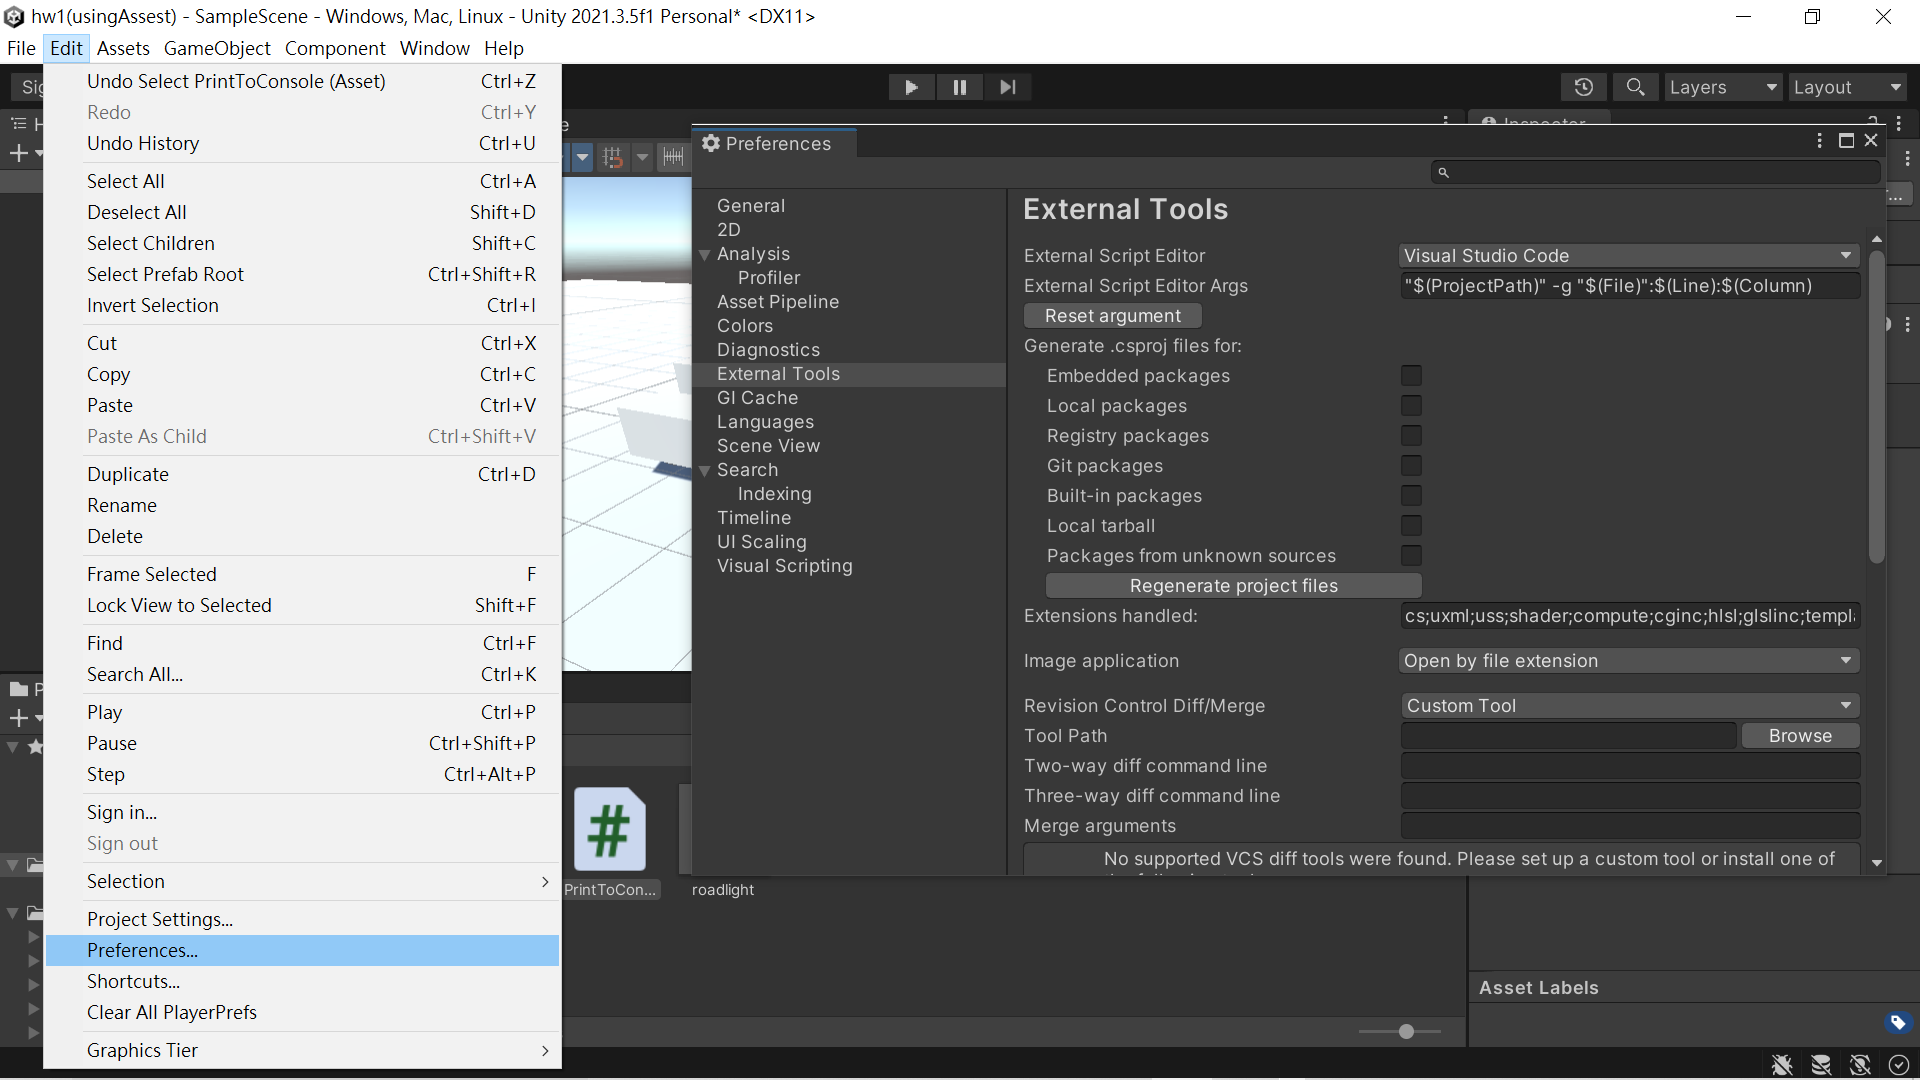 hw1(usingAssest) - SampleScene - Windows, Mac, Linux - Unity 2021.3.5f1 Personal* <DX11>
File Edit Assets GameObject Component Window Help
Undo Select PrintToConsole (Asset) Ctrl+Z
Redo Ctrl+Y
Undo History Ctrl+U
Select All Ctrl+A
Deselect All Shift+D
Select Children Shift+C
Select Prefab Root Ctrl+Shift+R
Invert Selection Ctrl+I
Cut Ctrl+X
Copy Ctrl+C
Paste Ctrl+V
Paste As Child Ctrl+Shift+V
Duplicate Ctrl+D
Rename
Delete
Frame Selected F
Lock View to Selected Shift+F
Find Ctrl+F
Search All... Ctrl+K
Play Ctrl+P
Pause Ctrl+Shift+P
Step Ctrl+Alt+P
Sign in...
Sign out
Selection
Project Settings...
Preferences...
Shortcuts...
Clear All PlayerPrefs
Graphics Tier
Layers
Layout
Inspector
Preferences
General
2D
Analysis
Profiler
Asset Pipeline
Colors
Diagnostics
External Tools
GI Cache
Languages
Scene View
Search
Indexing
Timeline
UI Scaling
Visual Scripting
External Tools
External Script Editor Visual Studio Code
External Script Editor Args "$(ProjectPath)" -g "$(File)":$(Line):$(Column)
Reset argument
Generate .csproj files for:
Embedded packages
Local packages
Registry packages
Git packages
Built-in packages
Local tarball
Packages from unknown sources
Regenerate project files
Extensions handled: cs;uxml;uss;shader;compute;cginc;hlsl;glslinc;templ
Image application Open by file extension
Revision Control Diff/Merge Custom Tool
Tool Path Browse
Two-way diff command line
Three-way diff command line
Merge arguments
No supported VCS diff tools were found. Please set up a custom tool or install one of
PrintToCon...
roadlight
Asset Labels